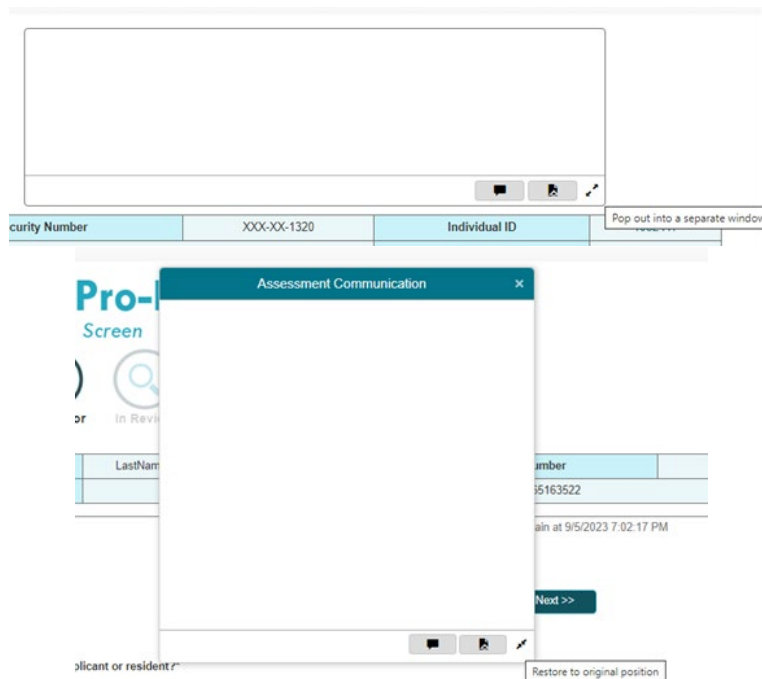 curity Number XXX-XX-1320 Individual ID
Pop out into a separate window
Pro-
Assessment Communication ×
Screen
or In Revi
LastNam umber
55163522
ain at 9/5/2023 7:02:17 PM
Next >>
plicant or resident?*
Restore to original position